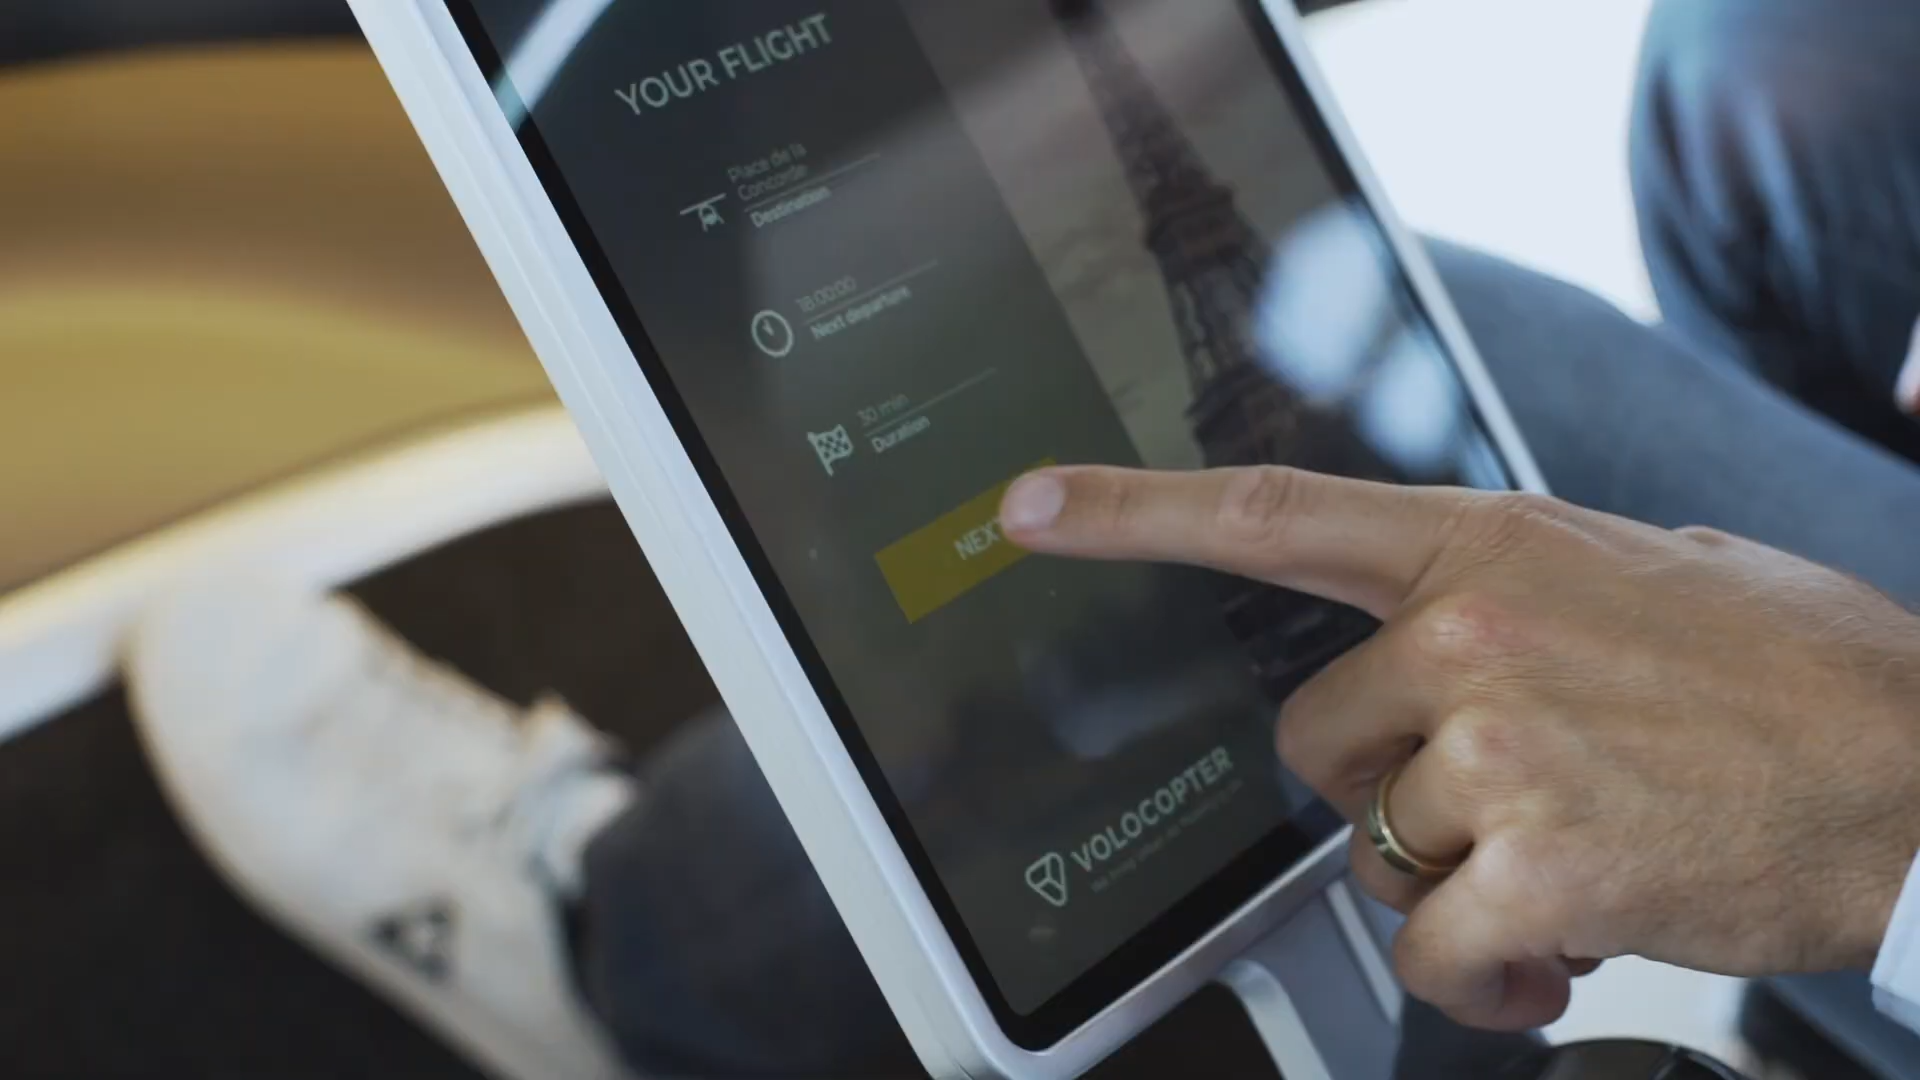 YOUR FLIGHT
Place de la
Concorde
Destination
18:00:00
Next departure
30 min
Duration
NEXT
VOLOCOPTER